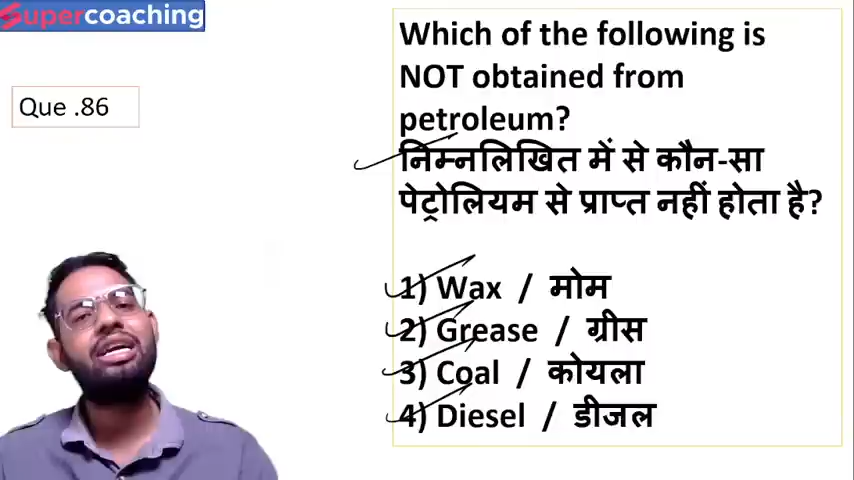 Supercoaching
Que .86
Which of the following is
NOT obtained from
petroleum?
निम्नलिखित में से कौन-सा
पेट्रोलियम से प्राप्त नहीं होता है?
1) Wax / मोम
2) Grease / ग्रीस
3) Coal / कोयला
4) Diesel / डीजल